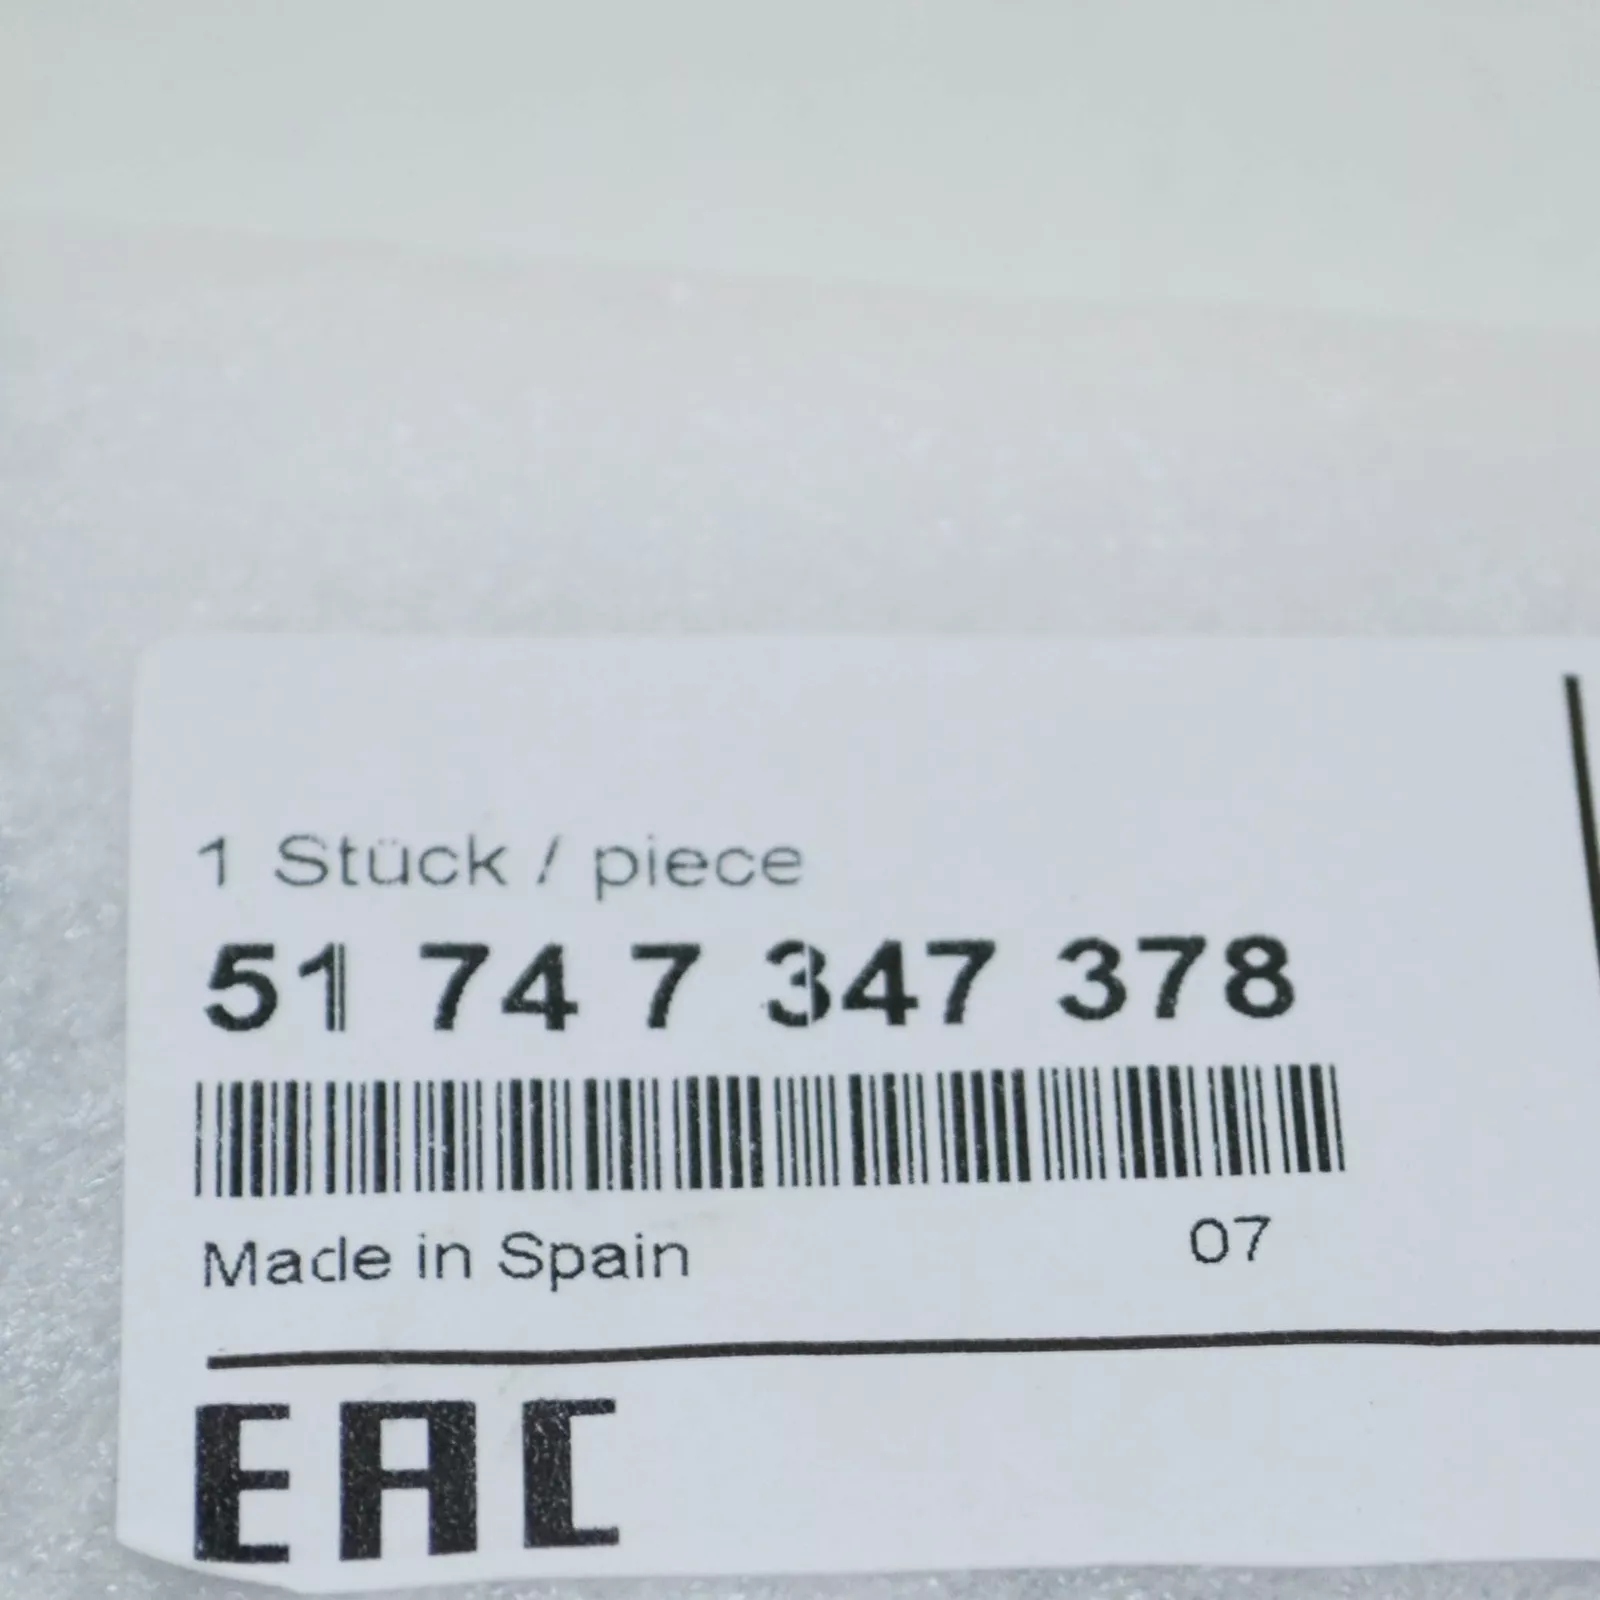 1 Stück / piece
51 74 7 347 378
Made in Spain 07
EAC